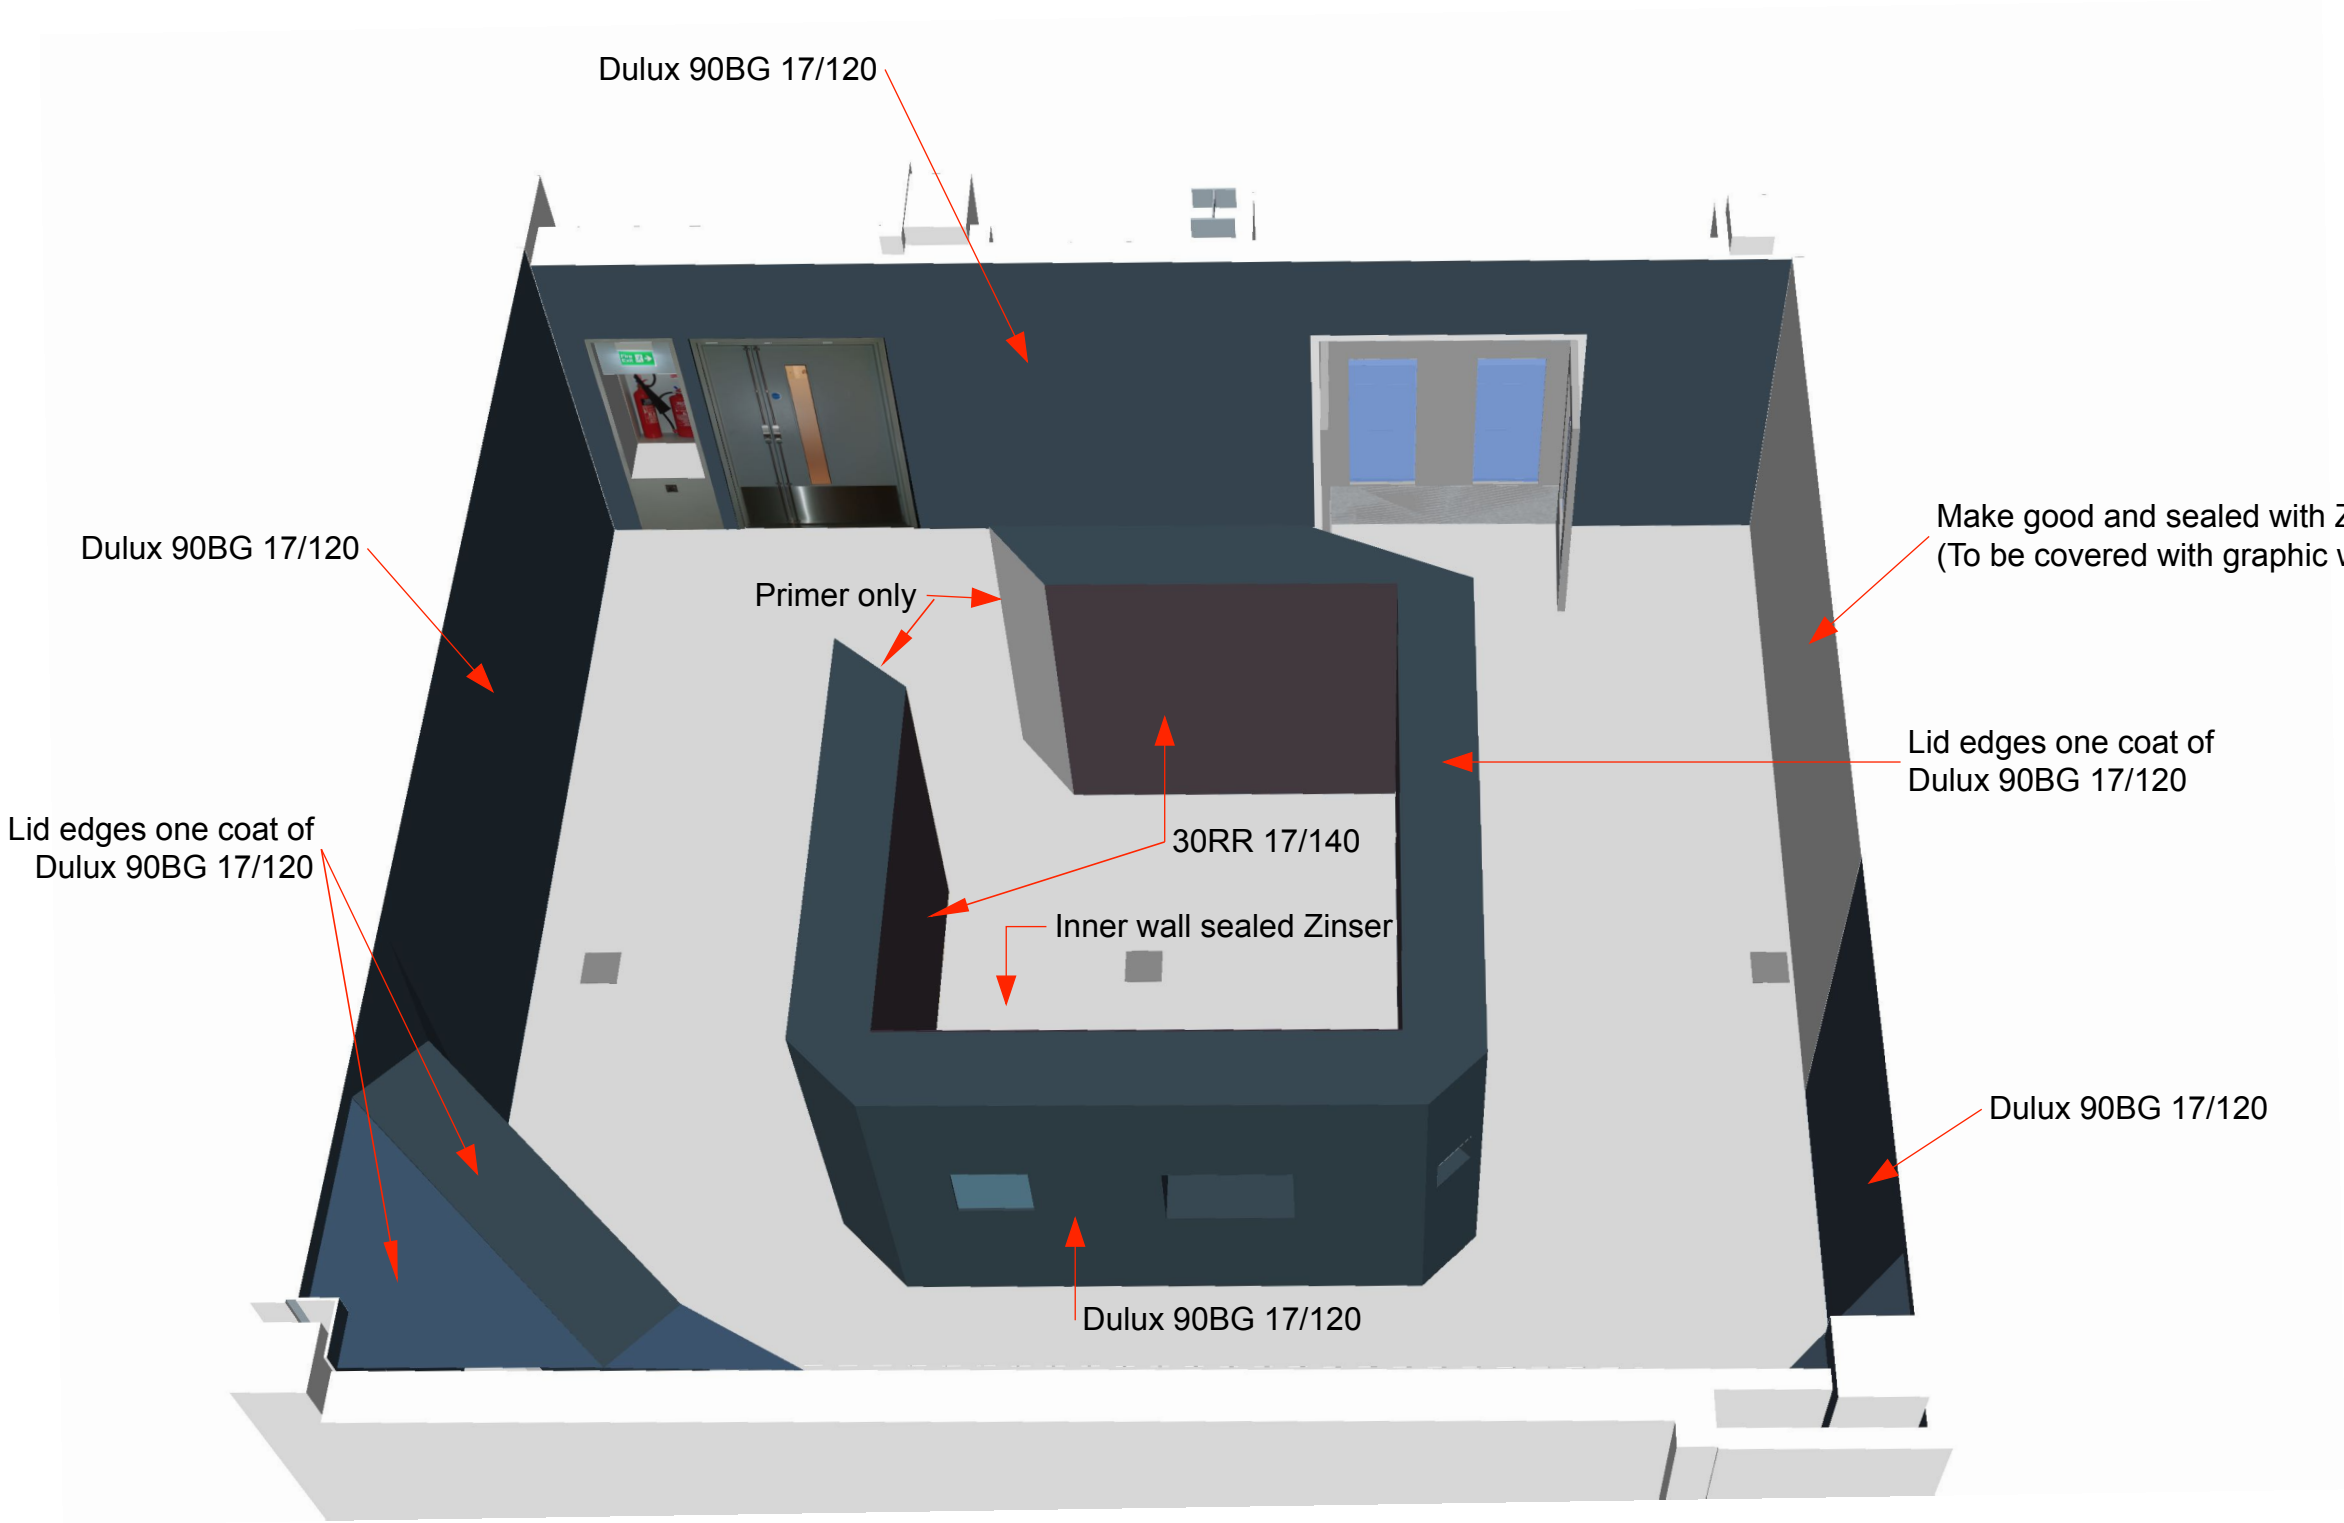 Dulux 90BG 17/120
Make good and sealed with
(To be covered with graphic
Dulux 90BG 17/120
Primer only
Lid edges one coat of
Dulux 90BG 17/120
Lid edges one coat of
Dulux 90BG 17/120
30RR 17/140
Inner wall sealed Zinser
Dulux 90BG 17/120
Dulux 90BG 17/120